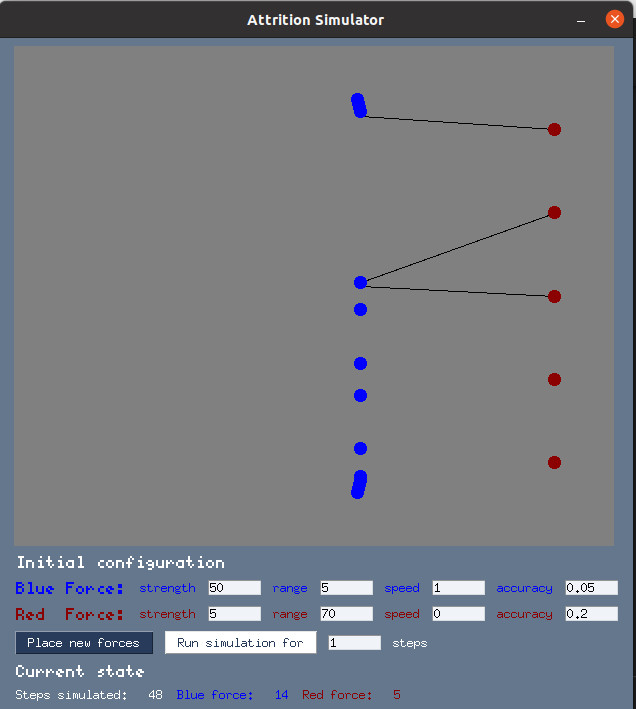 Attrition Simulator
Initial configuration
Blue Force: strength 50 range 5 speed 1 accuracy 0.05
Red Force: strength 5 range 70 speed 0 accuracy 0.2
Place new forces Run simulation for 1 steps
Current state
Steps simulated: 48 Blue force: 14 Red force: 5